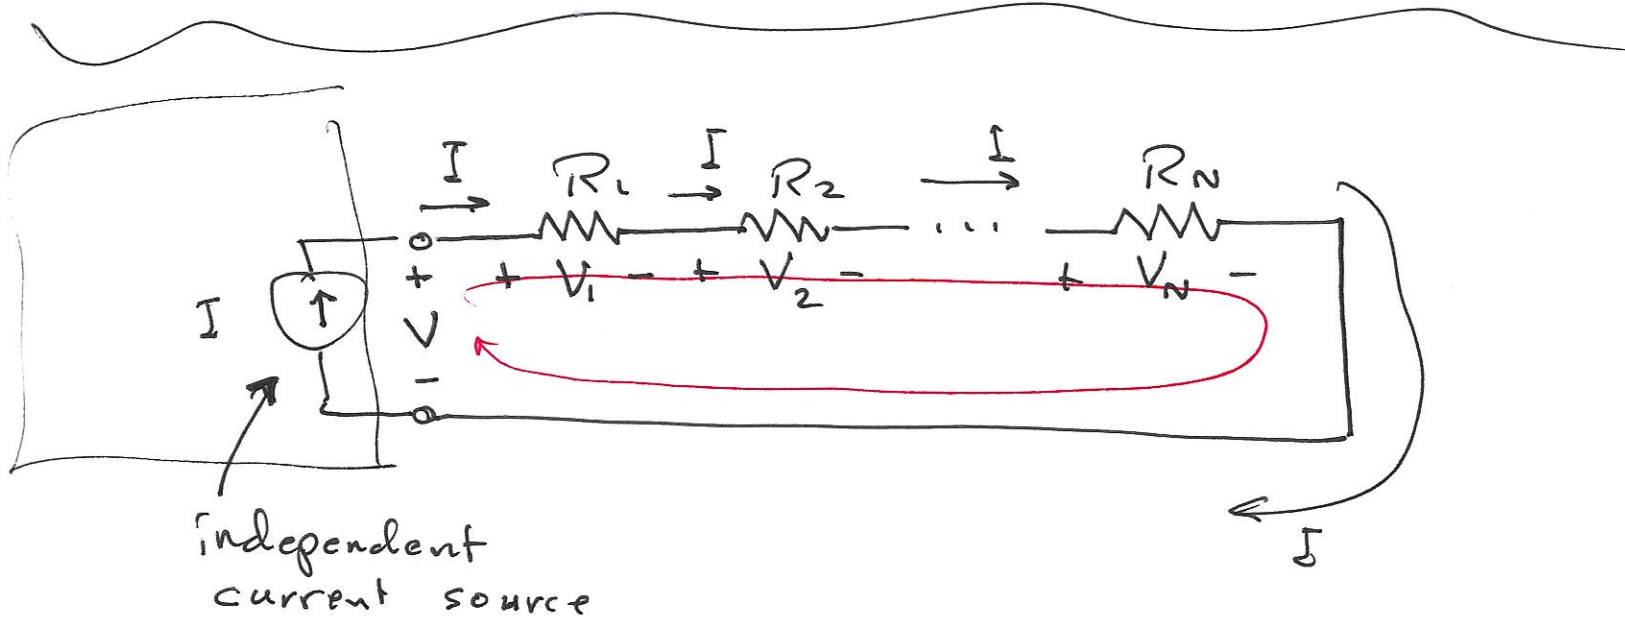 I I I
R1 R2 ... RN
+ + V1 - + V2 - + VN -
I V
-
independent
current source
I